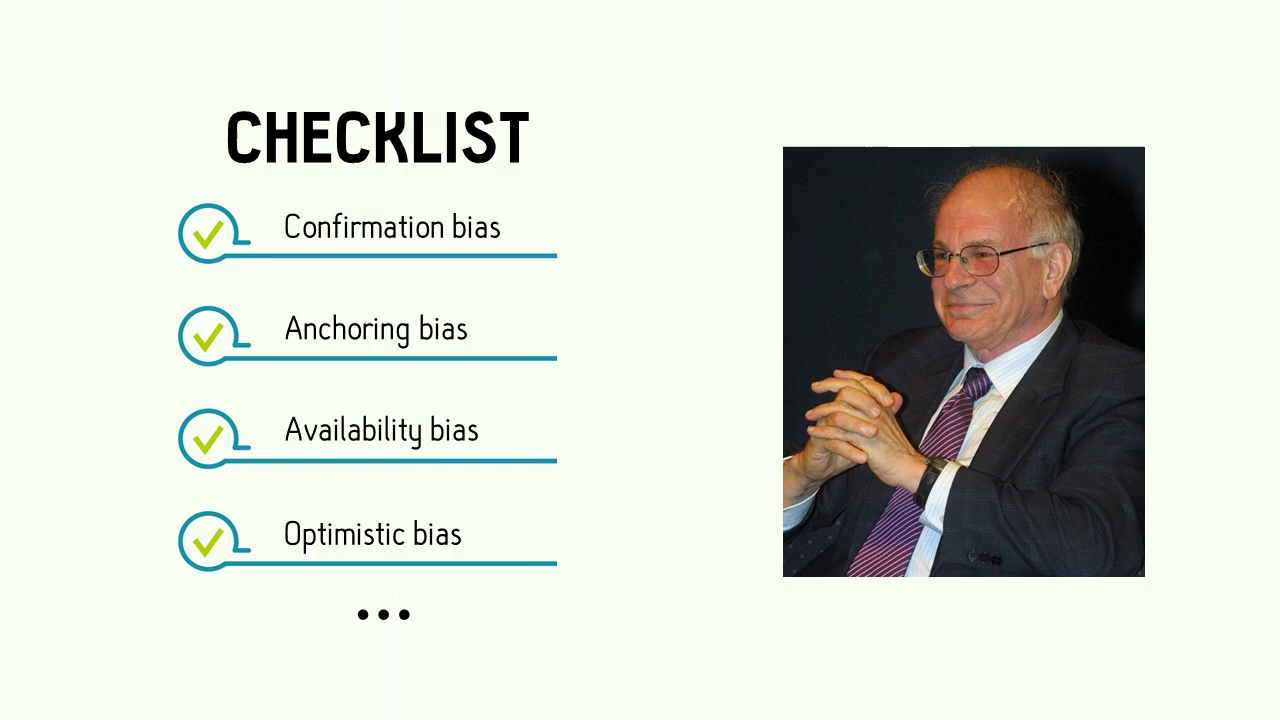 CHECKLIST
Confirmation bias
Anchoring bias
Availability bias
Optimistic bias
...